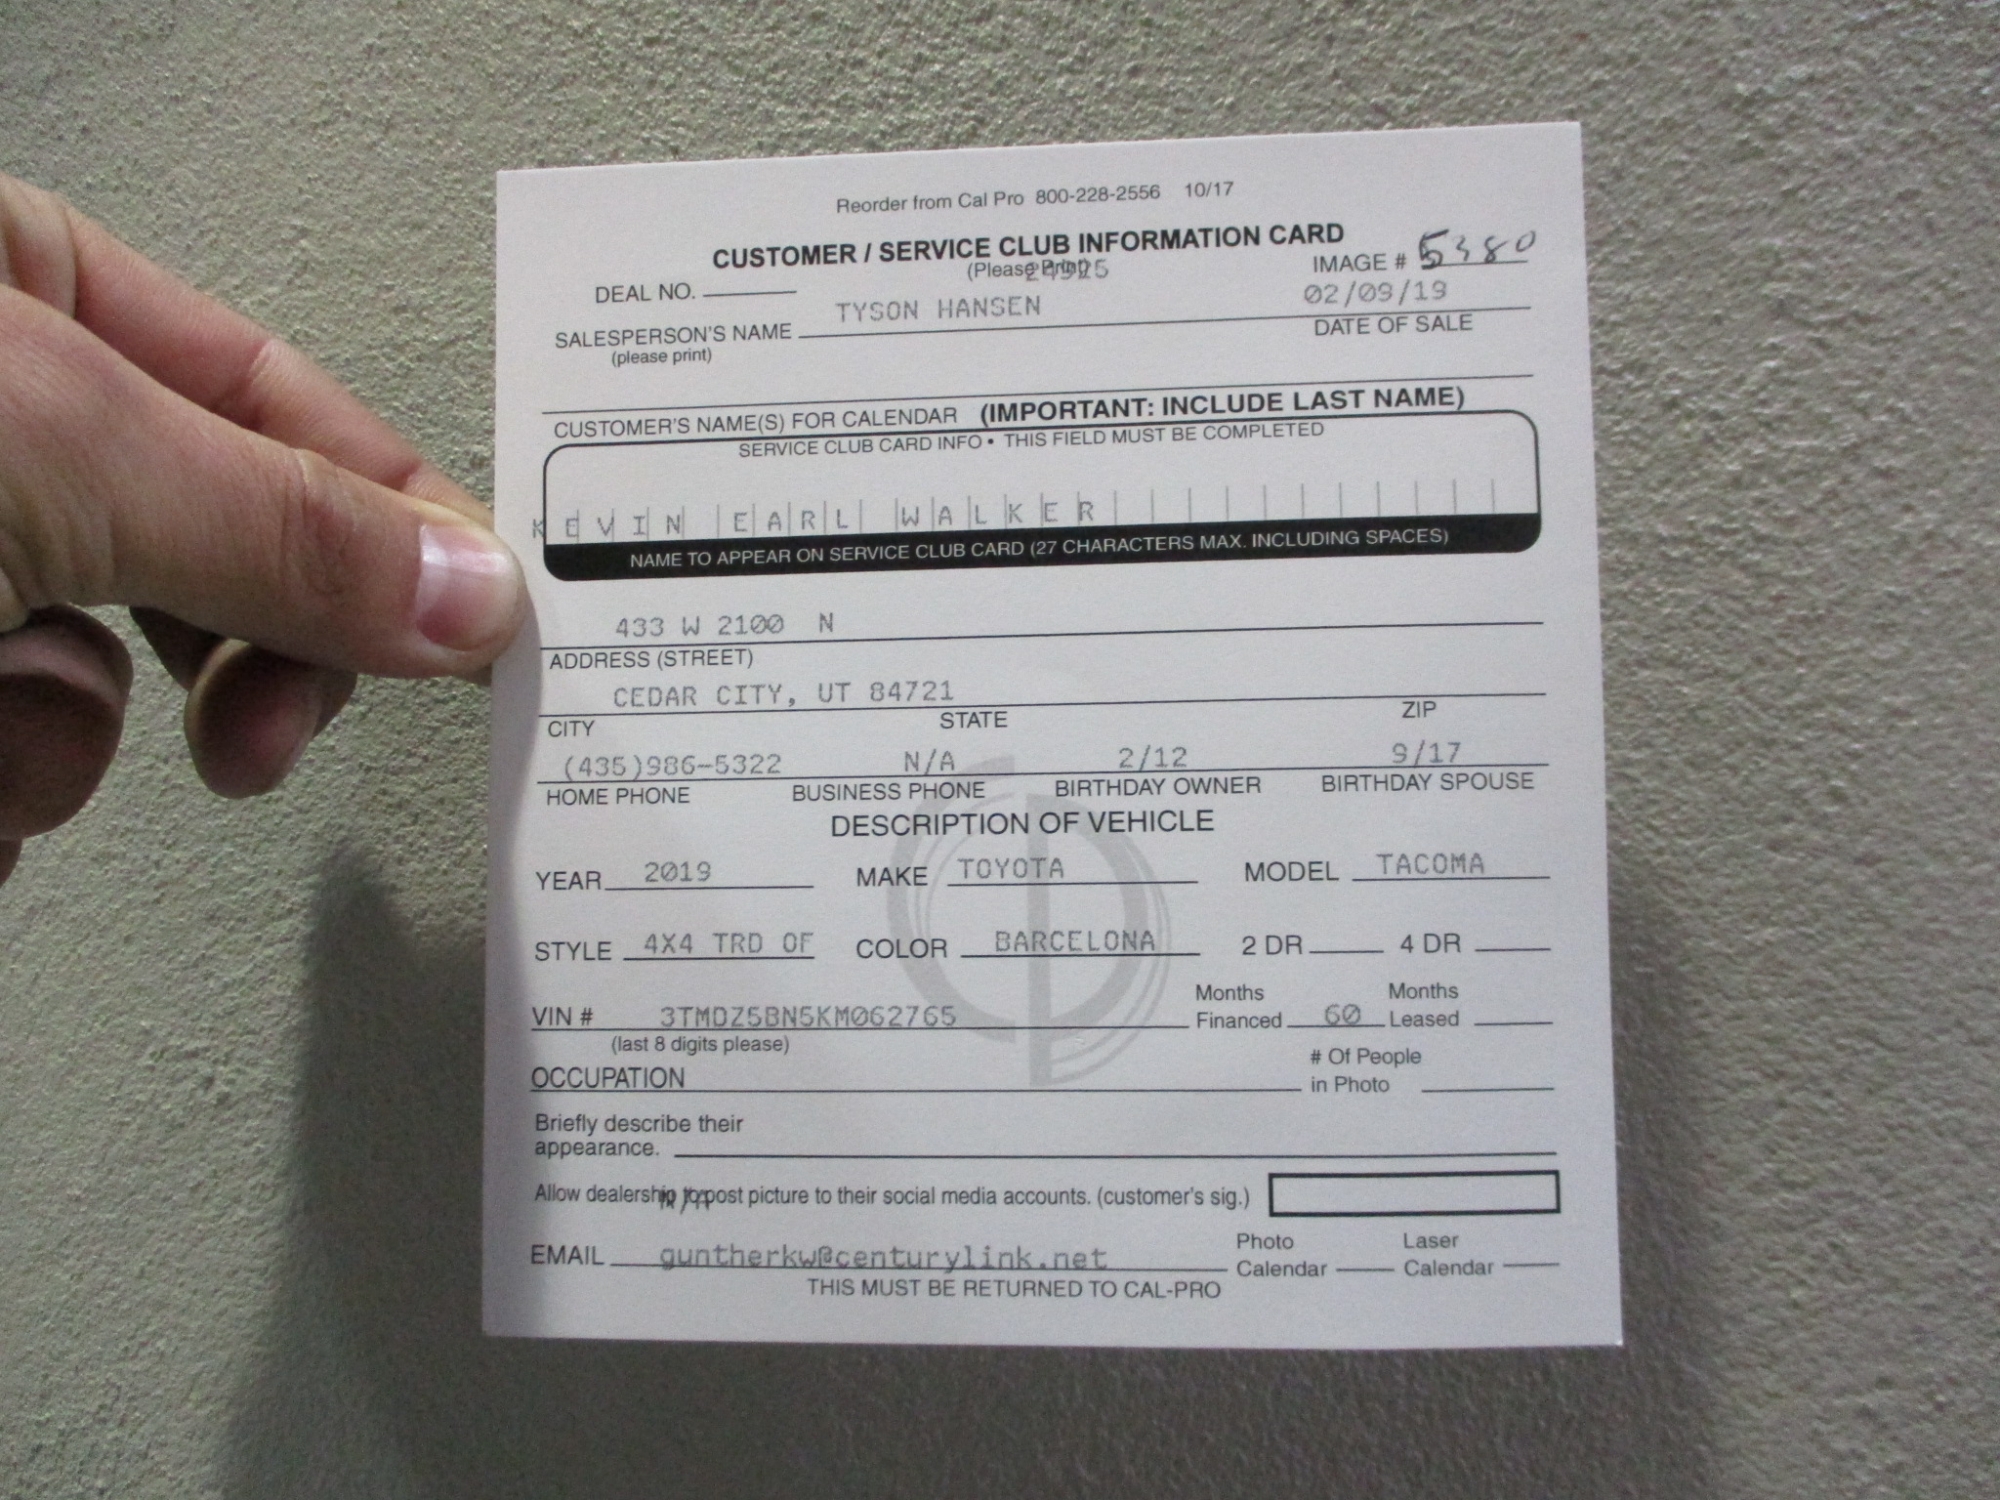 Reorder from Cal Pro 800-228-2556 10/17
CUSTOMER / SERVICE CLUB INFORMATION CARD
(Please Print)
IMAGE # 5380
DEAL NO.
TYSON HANSEN 02/09/19
SALESPERSON'S NAME DATE OF SALE
(please print)
CUSTOMER'S NAME(S) FOR CALENDAR (IMPORTANT: INCLUDE LAST NAME)
SERVICE CLUB CARD INFO • THIS FIELD MUST BE COMPLETED
KEVIN EARL WALKER
NAME TO APPEAR ON SERVICE CLUB CARD (27 CHARACTERS MAX. INCLUDING SPACES)
433 W 2100 N
ADDRESS (STREET)
CEDAR CITY, UT 84721
CITY STATE ZIP
(435)986-5322 N/A 2/12 9/17
HOME PHONE BUSINESS PHONE BIRTHDAY OWNER BIRTHDAY SPOUSE
DESCRIPTION OF VEHICLE
YEAR 2019 MAKE TOYOTA MODEL TACOMA
STYLE 4X4 TRD OF COLOR BARCELONA 2 DR 4 DR
VIN # 3TMDZ5BN5KM062765 Months Financed 60 Months Leased
(last 8 digits please)
OCCUPATION # Of People in Photo
Briefly describe their
appearance.
Allow dealership to post picture to their social media accounts. (customer's sig.)
N/A
EMAIL guntherkw@centurylink.net Photo Calendar Laser Calendar
THIS MUST BE RETURNED TO CAL-PRO